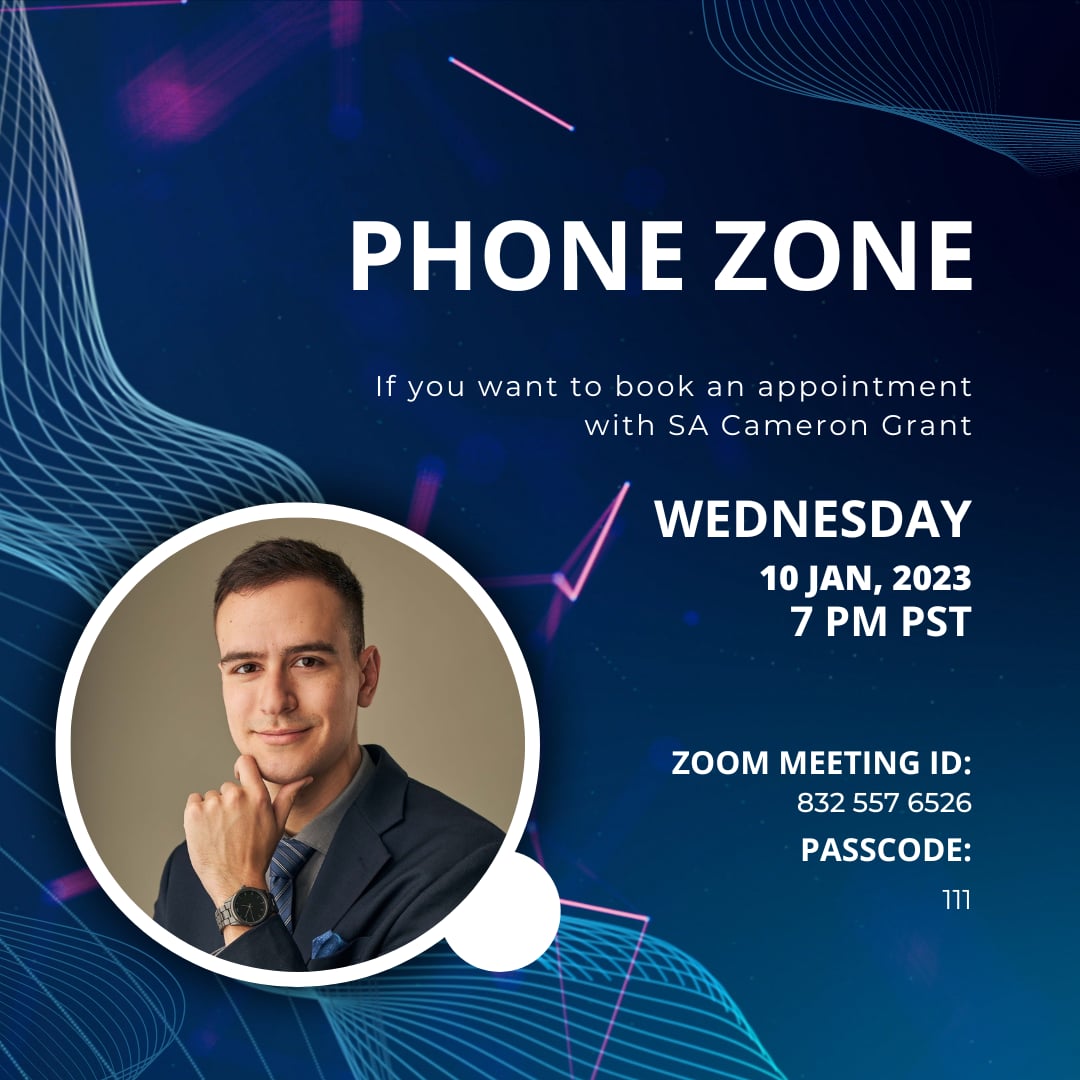 PHONE ZONE
If you want to book an appointment
with SA Cameron Grant
WEDNESDAY
10 JAN, 2023
7 PM PST
ZOOM MEETING ID:
832 557 6526
PASSCODE:
111